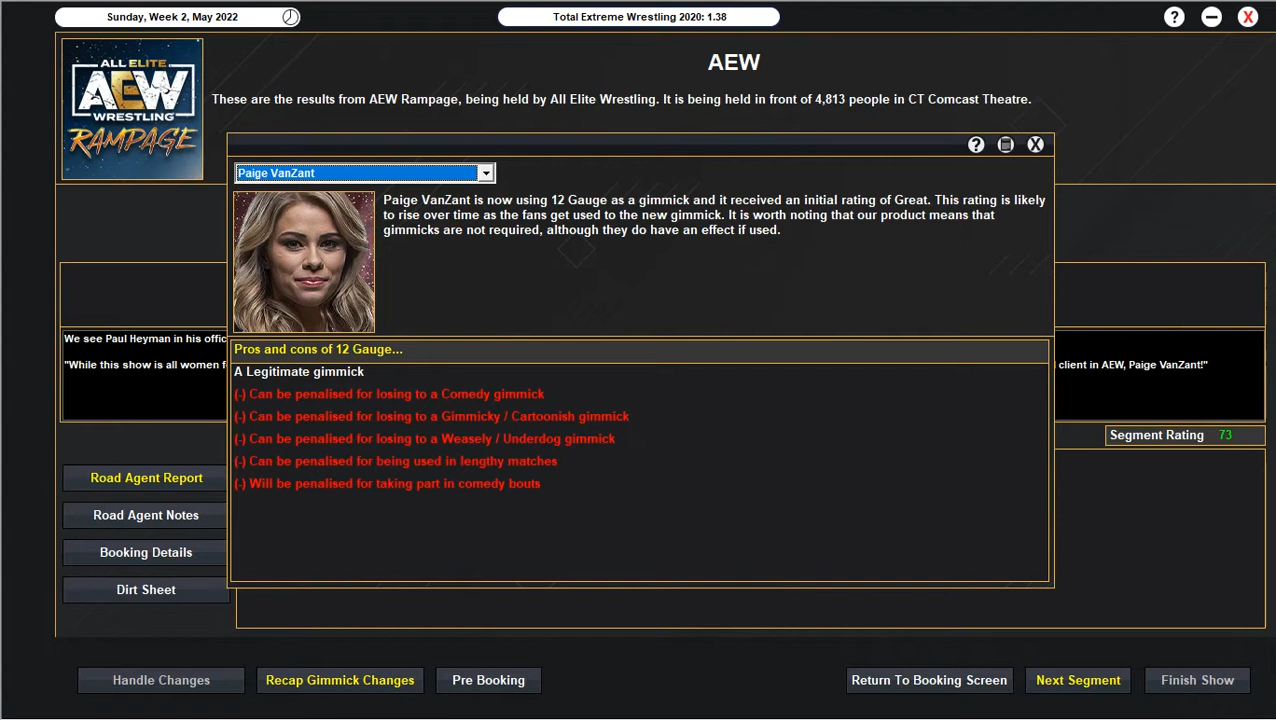 Sunday, Week 2, May 2022
Total Extreme Wrestling 2020: 1.38
?
X
ALL ELITE
AEW
WRESTLING
RAMPAGE
AEW
These are the results from AEW Rampage, being held by All Elite Wrestling. It is being held in front of 4,813 people in CT Comcast Theatre.
?
X
Paige VanZant
Paige VanZant is now using 12 Gauge as a gimmick and it received an initial rating of Great. This rating is likely
to rise over time as the fans get used to the new gimmick. It is worth noting that our product means that
gimmicks are not required, although they do have an effect if used.
We see Paul Heyman in his offic
"While this show is all women f
client in AEW, Paige VanZant!"
Pros and cons of 12 Gauge...
A Legitimate gimmick
(-) Can be penalised for losing to a Comedy gimmick
(-) Can be penalised for losing to a Gimmicky / Cartoonish gimmick
(-) Can be penalised for losing to a Weasely / Underdog gimmick
(-) Can be penalised for being used in lengthy matches
(-) Will be penalised for taking part in comedy bouts
Segment Rating 73
Road Agent Report
Road Agent Notes
Booking Details
Dirt Sheet
Handle Changes
Recap Gimmick Changes
Pre Booking
Return To Booking Screen
Next Segment
Finish Show